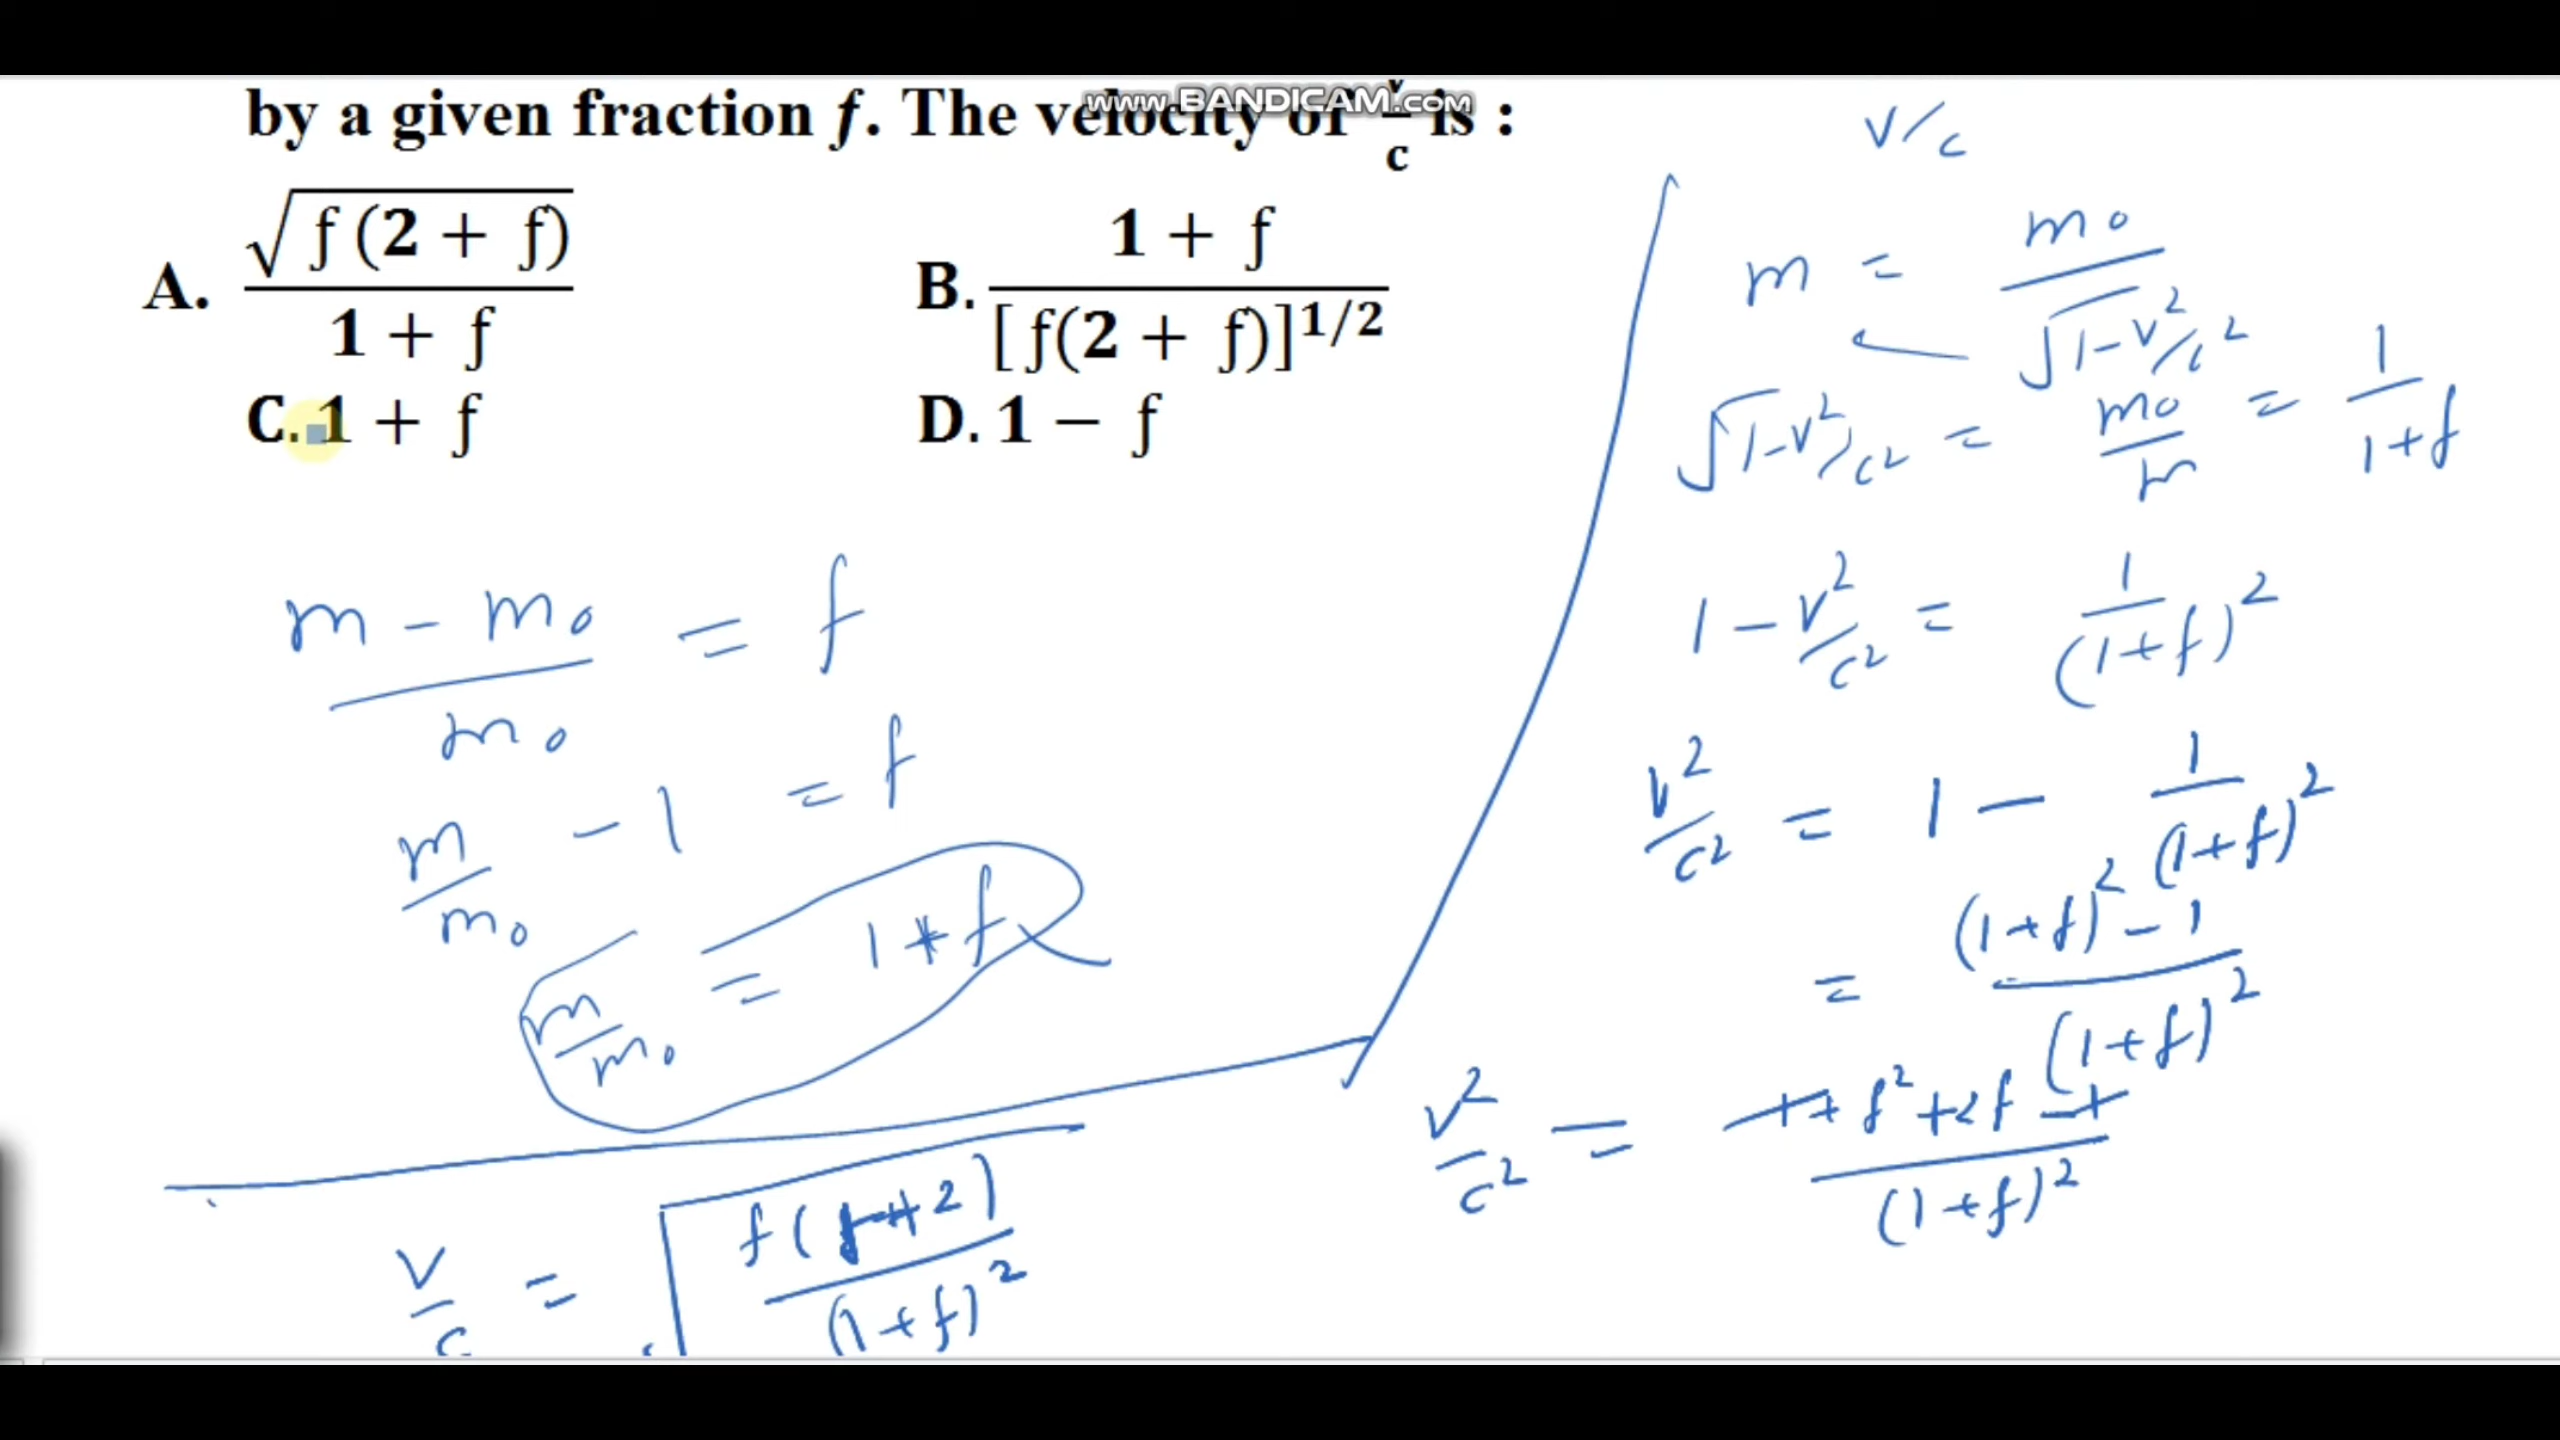 by a given fraction f. The velocity of v/c is :
www.BANDICAM.com
A. √f (2 + f) / 1 + f
B. 1 + f / [f(2 + f)]^1/2
C. 1 + f
D. 1 − f
m - m₀ / m₀ = f
m/m₀ - 1 = f
m/m₀ = 1 + f
v/c = √f(f+2) / (1+f)²
v/c
m = m₀ / √1-v²/c²
√1-v²/c² = m₀/m = 1 / 1+f
1 - v²/c² = 1 / (1+f)²
v²/c² = 1 - 1 / (1+f)²
= (1+f)² - 1 / (1+f)²
v²/c² = 1 + f² + 2f - 1 / (1+f)²